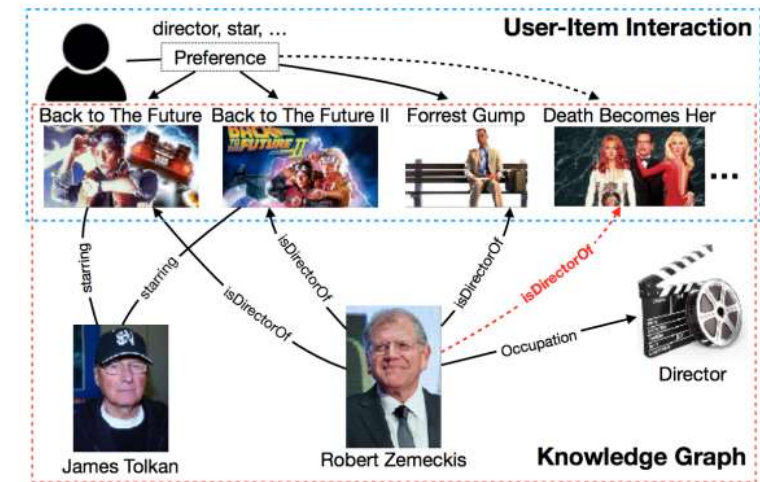 User-Item Interaction
director, star, ...
Preference
Back to The Future
Back to The Future II
Forrest Gump
Death Becomes Her
BACK
TO THE
FUTURE
II
...
starring
starring
isDirectorOf
isDirectorOf
isDirectorOf
isDirectorOf
Occupation
Director
James Tolkan
Robert Zemeckis
Knowledge Graph